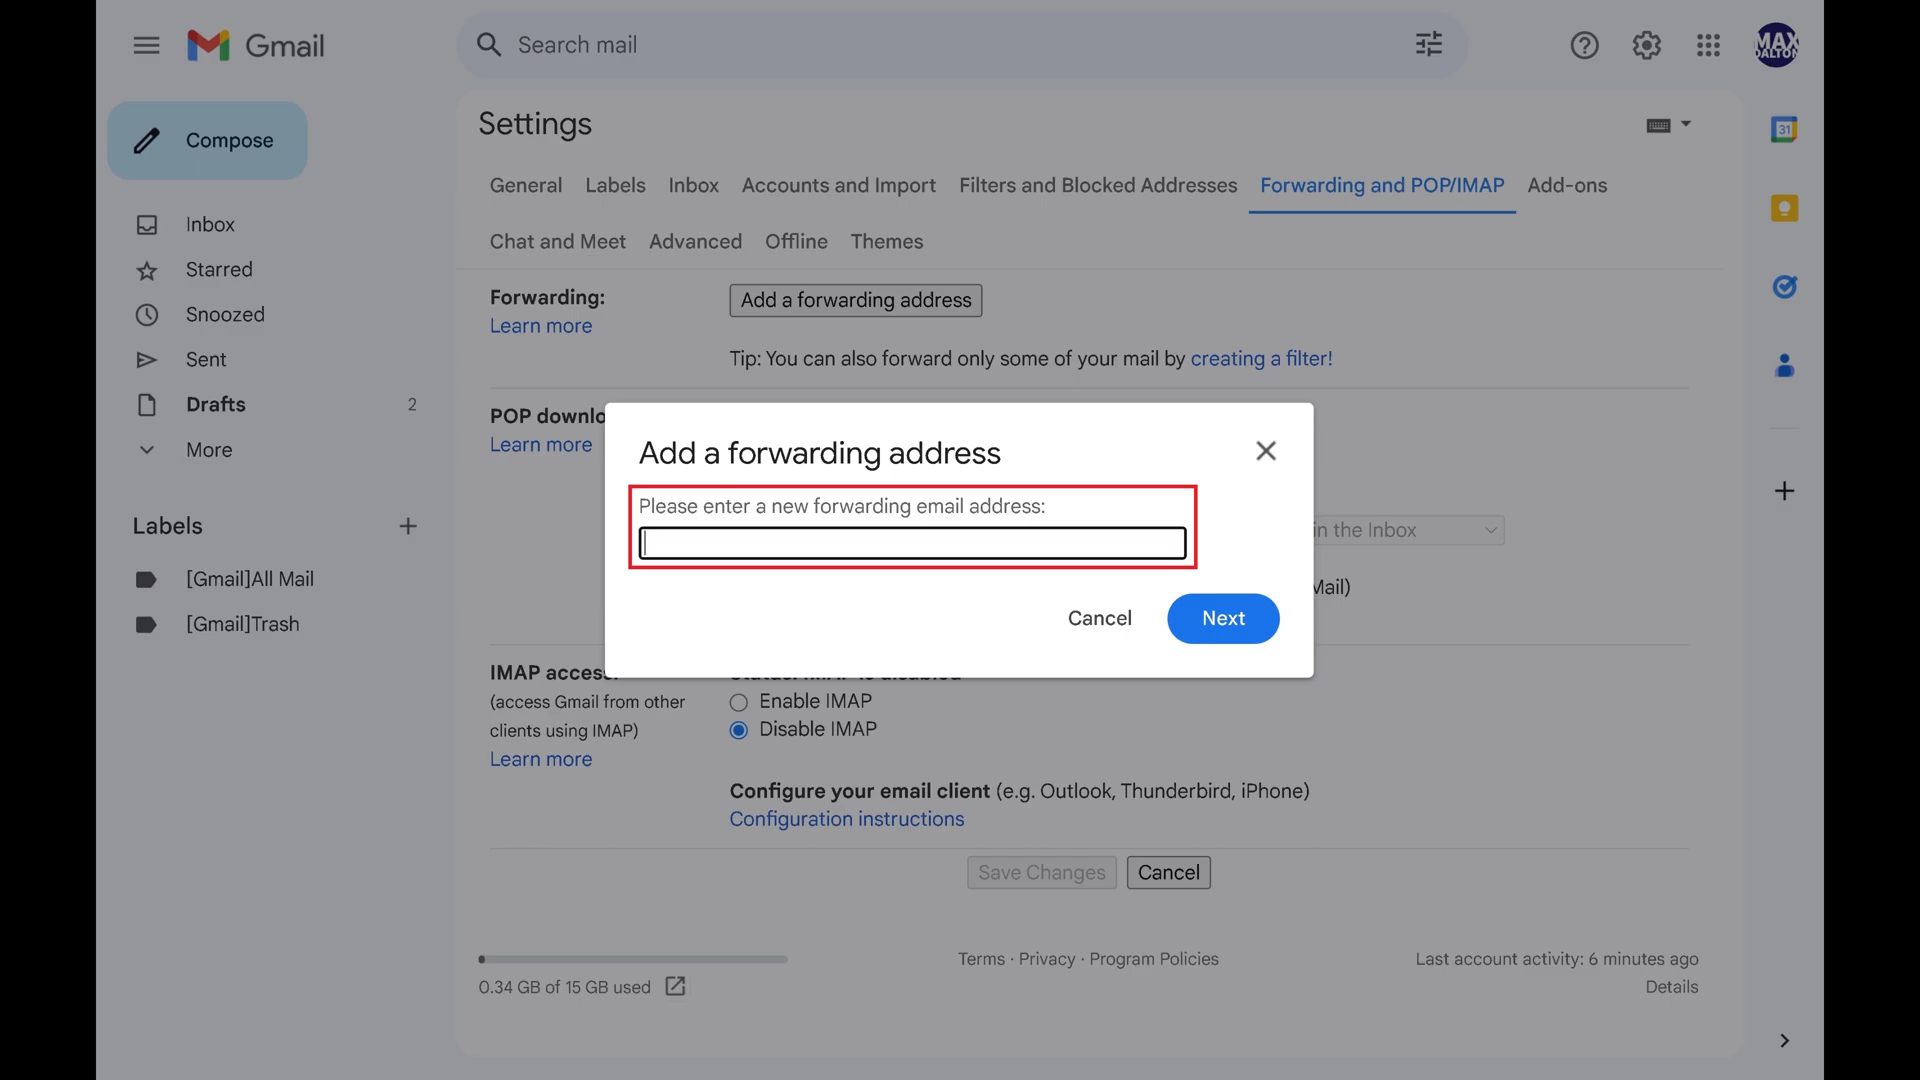 Gmail
Search mail
MAX
DALTON
Compose
Inbox
Starred
Snoozed
Sent
Drafts 2
More
Labels
[Gmail]All Mail
[Gmail]Trash
Settings
General Labels Inbox Accounts and Import Filters and Blocked Addresses Forwarding and POP/IMAP Add-ons
Chat and Meet Advanced Offline Themes
Forwarding: Add a forwarding address
Learn more
Tip: You can also forward only some of your mail by creating a filter!
POP downlo
Learn more
Add a forwarding address
Please enter a new forwarding email address:
Cancel Next
in the Inbox
Mail)
IMAP access:
(access Gmail from other
clients using IMAP)
Learn more
Enable IMAP
Disable IMAP
Configure your email client (e.g. Outlook, Thunderbird, iPhone)
Configuration instructions
Save Changes Cancel
0.34 GB of 15 GB used
Terms · Privacy · Program Policies
Last account activity: 6 minutes ago
Details
31